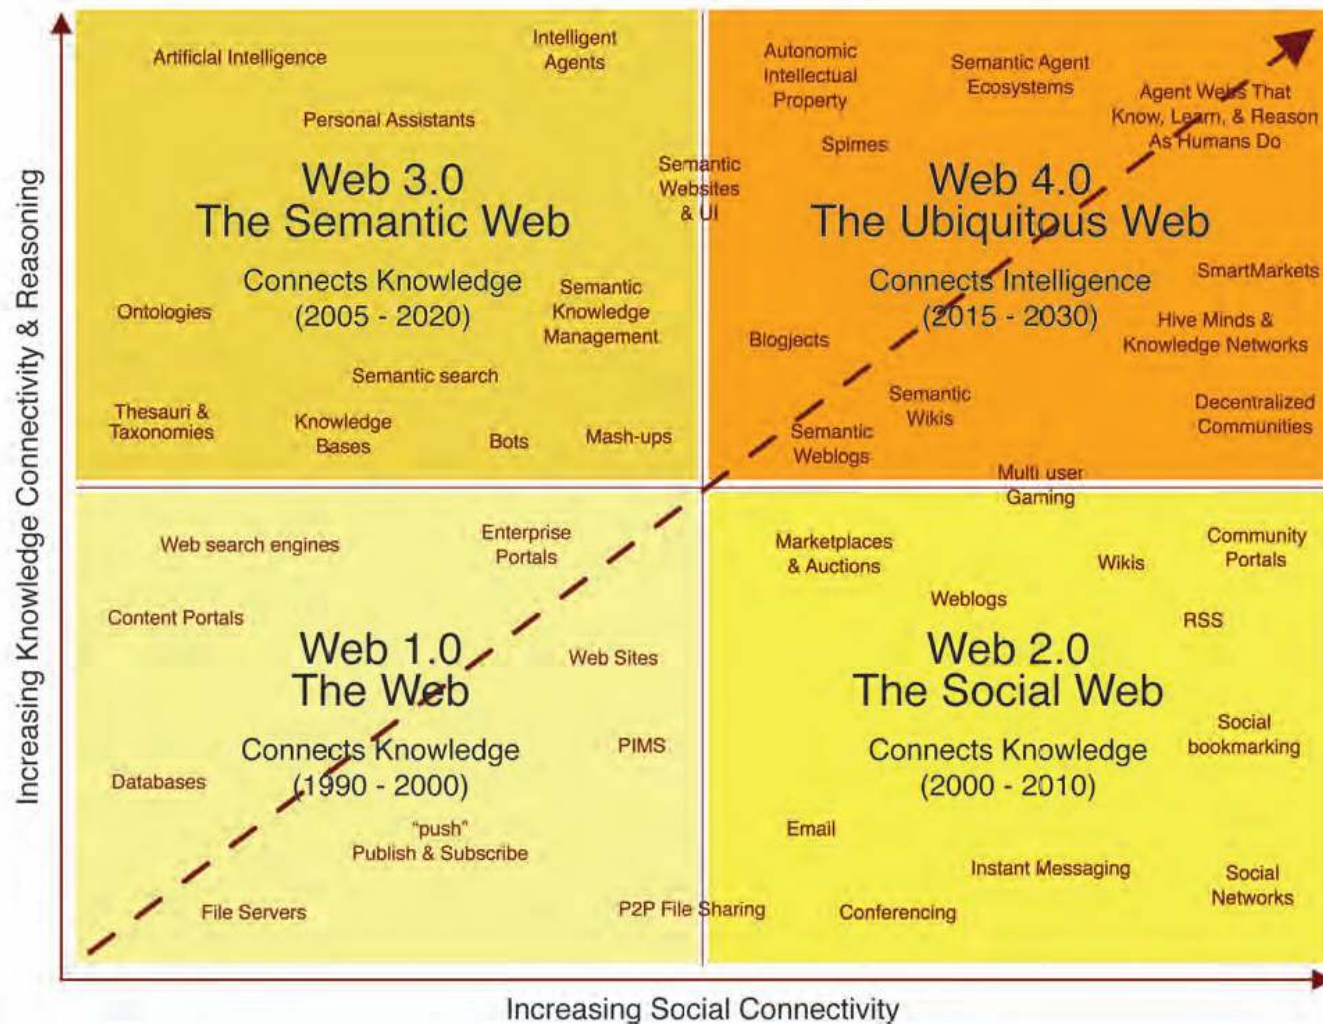 Increasing Knowledge Connectivity & Reasoning
Artificial Intelligence
Intelligent
Agents
Personal Assistants
Semantic
Websites
& UI
Web 3.0
The Semantic Web
Connects Knowledge
(2005 - 2020)
Ontologies
Semantic
Knowledge
Management
Semantic search
Thesauri &
Taxonomies
Knowledge
Bases
Bots
Mash-ups
Autonomic
Intellectual
Property
Semantic Agent
Ecosystems
Agent Webs That
Know, Learn, & Reason
As Humans Do
Spimes
Web 4.0
The Ubiquitous Web
Connects Intelligence
(2015 - 2030)
SmartMarkets
Blogjects
Hive Minds &
Knowledge Networks
Semantic
Wikis
Decentralized
Communities
Semantic
Weblogs
Multi user
Gaming
Web search engines
Enterprise
Portals
Content Portals
Web 1.0
The Web
Web Sites
Connects Knowledge
(1990 - 2000)
PIMS
Databases
"push"
Publish & Subscribe
File Servers
P2P File Sharing
Marketplaces
& Auctions
Wikis
Community
Portals
Weblogs
RSS
Web 2.0
The Social Web
Connects Knowledge
(2000 - 2010)
Social
bookmarking
Email
Instant Messaging
Social
Networks
Conferencing
Increasing Social Connectivity